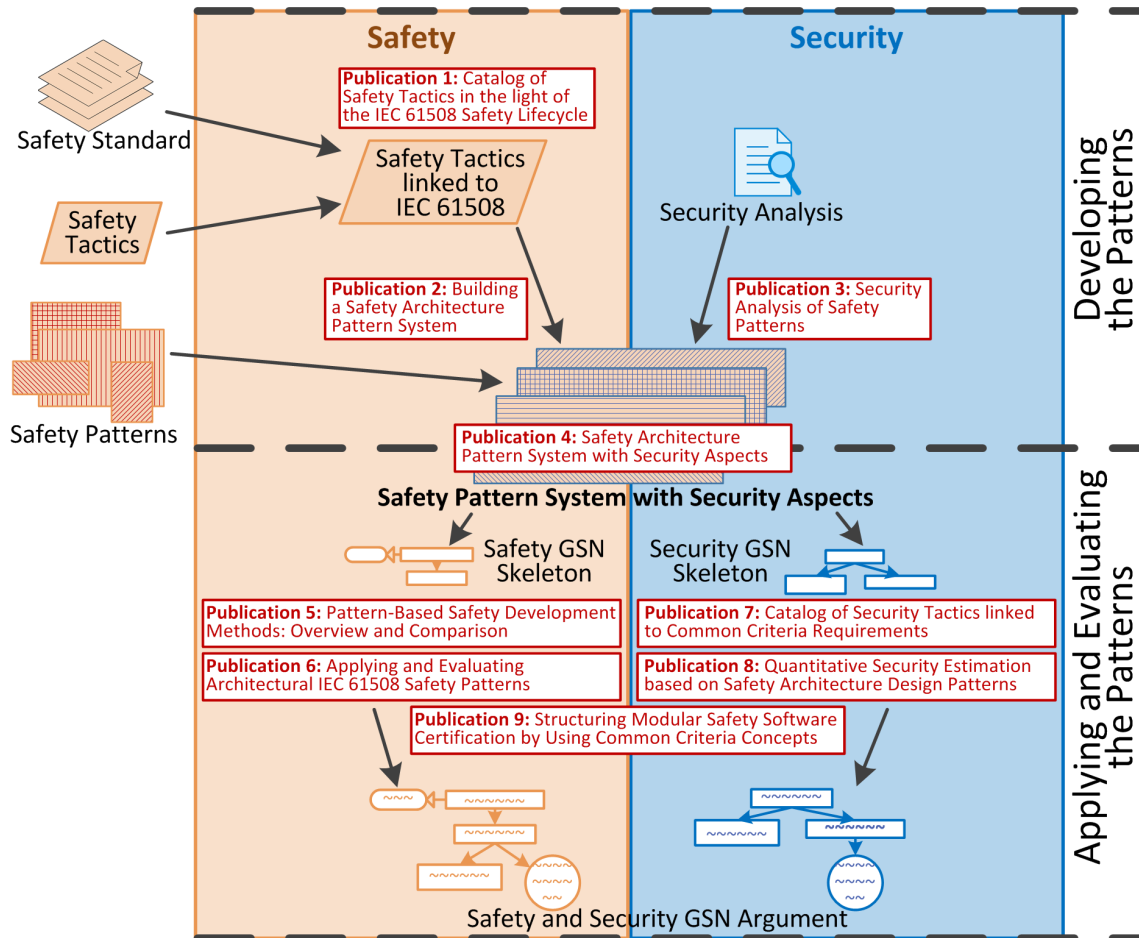 Safety
Security
Publication 1: Catalog of
Safety Tactics in the light of
the IEC 61508 Safety Lifecycle
Safety Standard
Safety Tactics
linked to
IEC 61508
Security Analysis
Safety
Tactics
Developing
the Patterns
Publication 2: Building
a Safety Architecture
Pattern System
Publication 3: Security
Analysis of Safety
Patterns
Safety Patterns
Publication 4: Safety Architecture
Pattern System with Security Aspects
Safety Pattern System with Security Aspects
Safety GSN
Skeleton
Security GSN
Skeleton
Publication 5: Pattern-Based Safety Development
Methods: Overview and Comparison
Publication 7: Catalog of Security Tactics linked
to Common Criteria Requirements
Publication 6: Applying and Evaluating
Architectural IEC 61508 Safety Patterns
Publication 8: Quantitative Security Estimation
based on Safety Architecture Design Patterns
Publication 9: Structuring Modular Safety Software
Certification by Using Common Criteria Concepts
Applying and Evaluating
the Patterns
Safety and Security GSN Argument